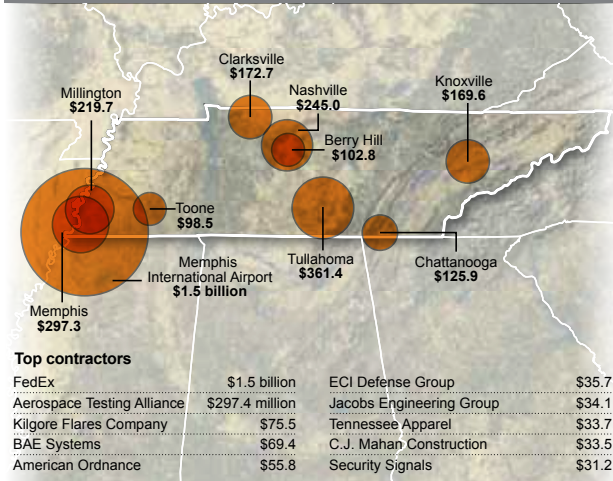 Clarksville
$172.7
Nashville
$245.0
Knoxville
$169.6
Millington
$219.7
Berry Hill
$102.8
Toone
$98.5
Memphis
International Airport
$1.5 billion
Tullahoma
$361.4
Chattanooga
$125.9
Memphis
$297.3
Top contractors
FedEx $1.5 billion
Aerospace Testing Alliance $297.4 million
Kilgore Flares Company $75.5
BAE Systems $69.4
American Ordnance $55.8
ECI Defense Group $35.7
Jacobs Engineering Group $34.1
Tennessee Apparel $33.7
C.J. Mahan Construction $33.5
Security Signals $31.2